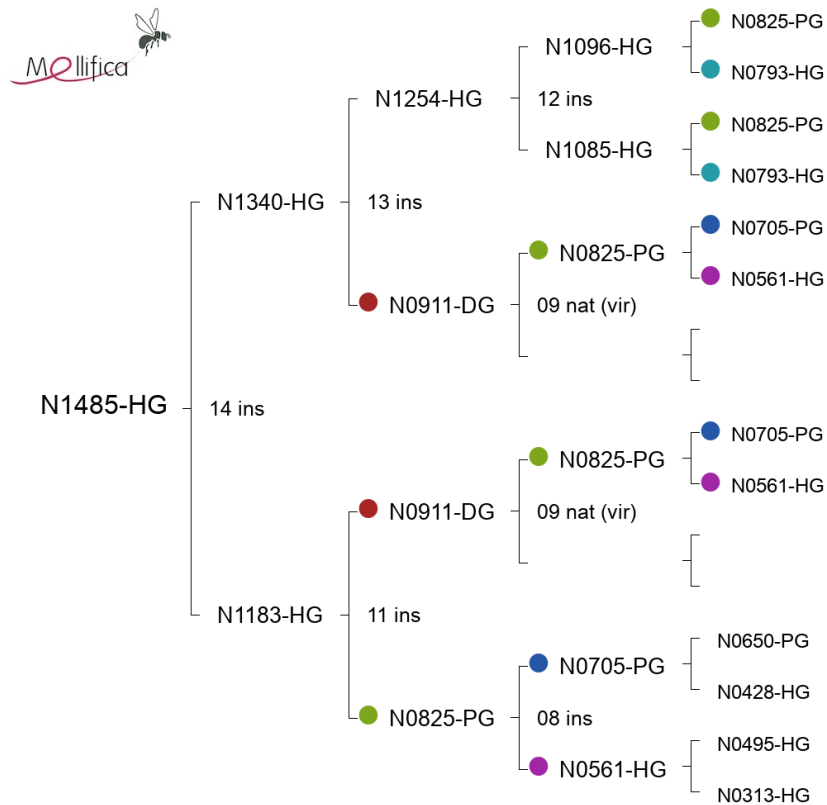 Mellifica
N0825-PG
N1096-HG
N0793-HG
N1254-HG
12 ins
N0825-PG
N1085-HG
N0793-HG
N1340-HG
13 ins
N0705-PG
N0825-PG
N0561-HG
N0911-DG
09 nat (vir)
N1485-HG
14 ins
N0705-PG
N0825-PG
N0561-HG
N0911-DG
09 nat (vir)
N1183-HG
11 ins
N0650-PG
N0705-PG
N0428-HG
N0825-PG
08 ins
N0495-HG
N0561-HG
N0313-HG